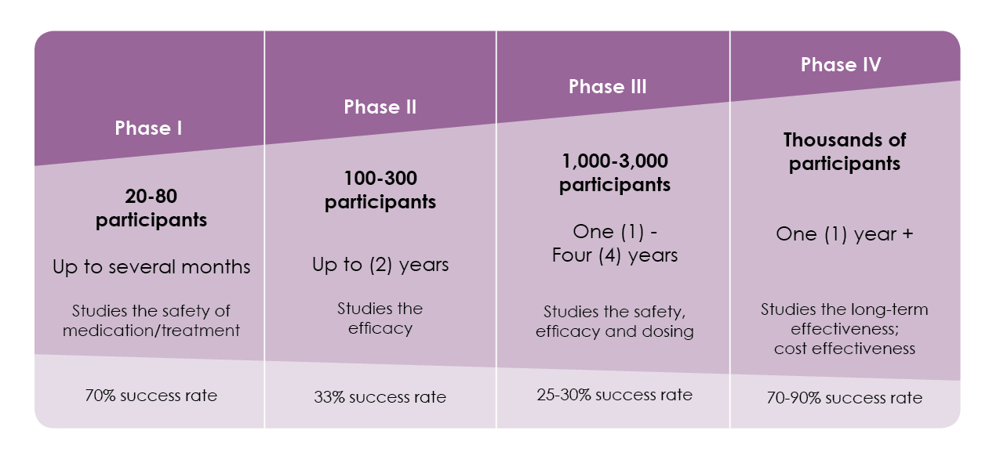 Phase I
20-80
participants
Up to several months
Studies the safety of
medication/treatment
70% success rate
Phase II
100-300
participants
Up to (2) years
Studies the
efficacy
33% success rate
Phase III
1,000-3,000
participants
One (1) -
Four (4) years
Studies the safety,
efficacy and dosing
25-30% success rate
Phase IV
Thousands of
participants
One (1) year +
Studies the long-term
effectiveness;
cost effectiveness
70-90% success rate